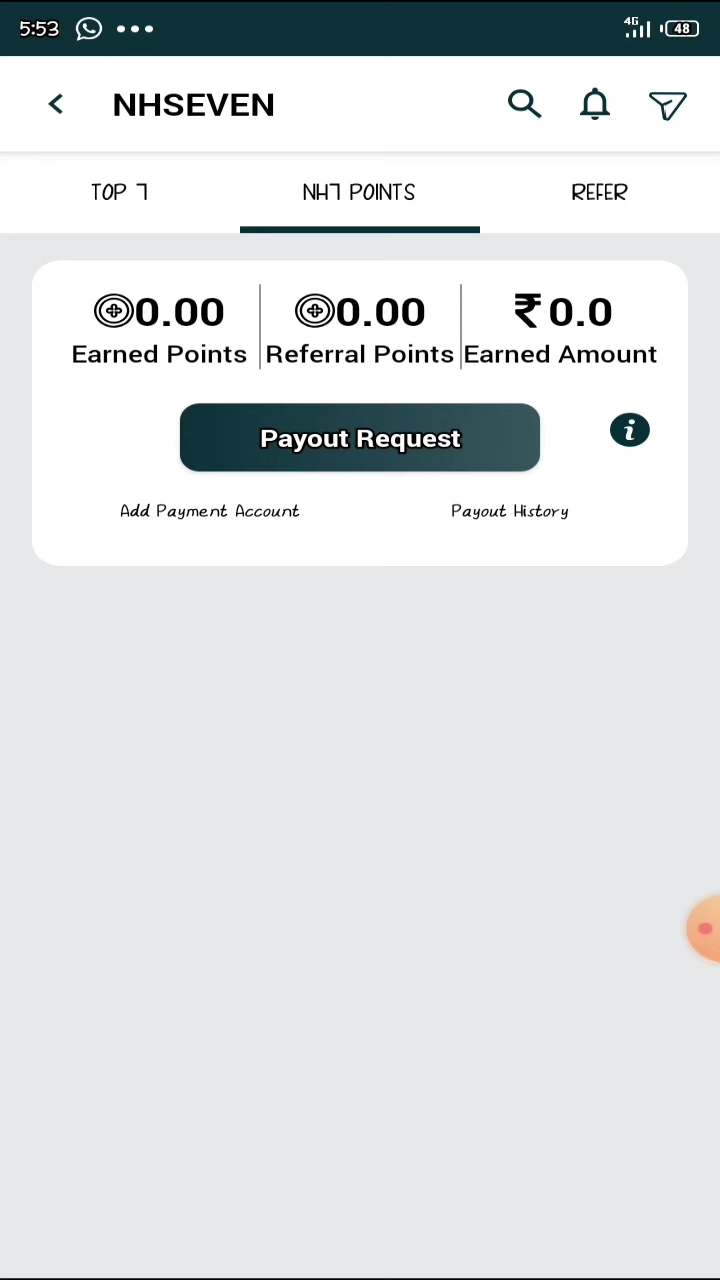 5:53 4G 48
NHSEVEN
TOP 7 NH7 POINTS REFER
0.00 0.00 ₹ 0.0
Earned Points Referral Points Earned Amount
Payout Request i
Add Payment Account Payout History